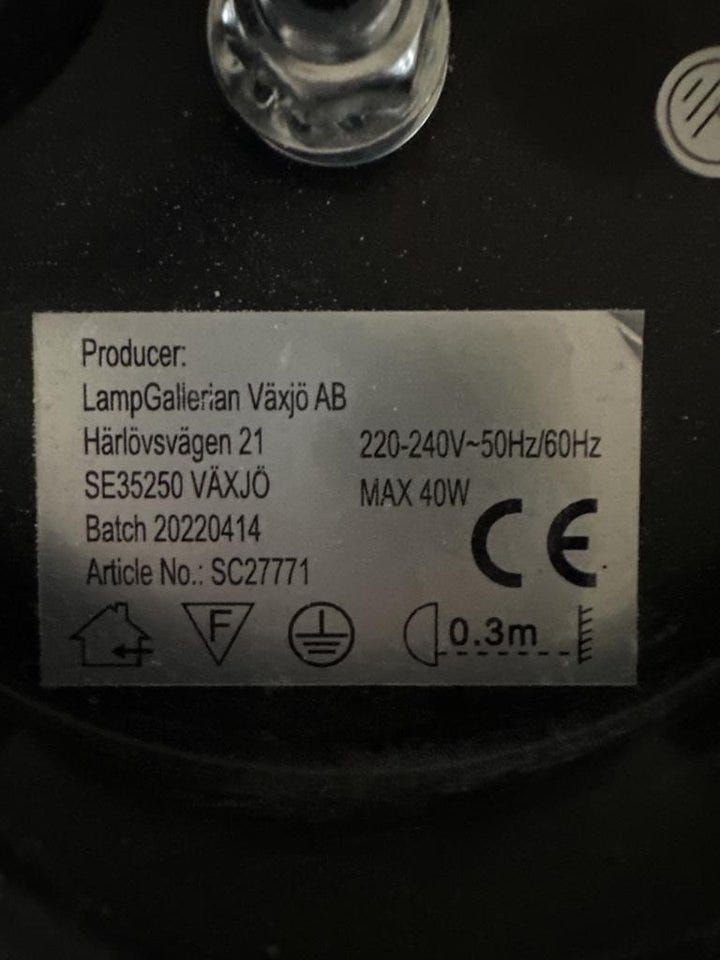 Producer:
LampGallerian Växjö AB
Härlövsvägen 21
SE35250 VÄXJÖ
Batch 20220414
Article No.: SC27771
220-240V~50Hz/60Hz
MAX 40W
CE
F
0.3m